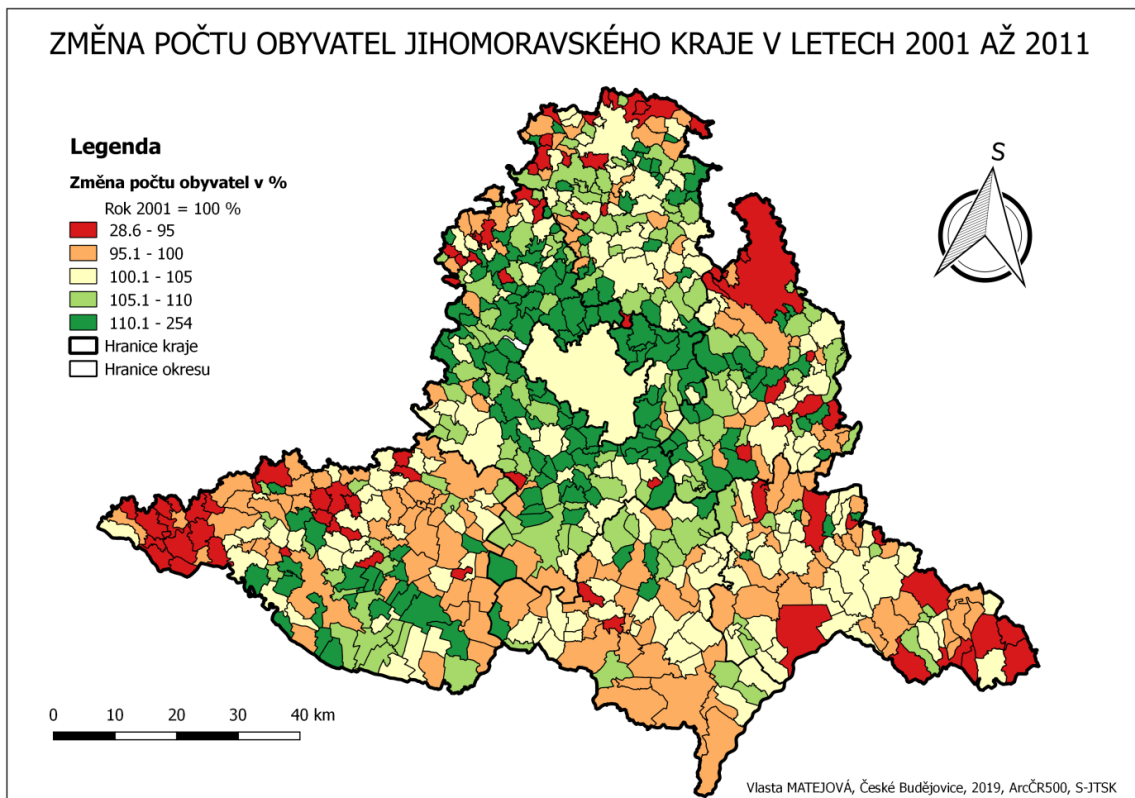 ZMĚNA POČTU OBYVATEL JIHOMORAVSKÉHO KRAJE V LETECH 2001 AŽ 2011
Legenda
Změna počtu obyvatel v %
Rok 2001 = 100 %
28.6 - 95
95.1 - 100
100.1 - 105
105.1 - 110
110.1 - 254
Hranice kraje
Hranice okresu
S
0 10 20 30 40 km
Vlasta MATEJOVÁ, České Budějovice, 2019, ArcČR500, S-JTSK